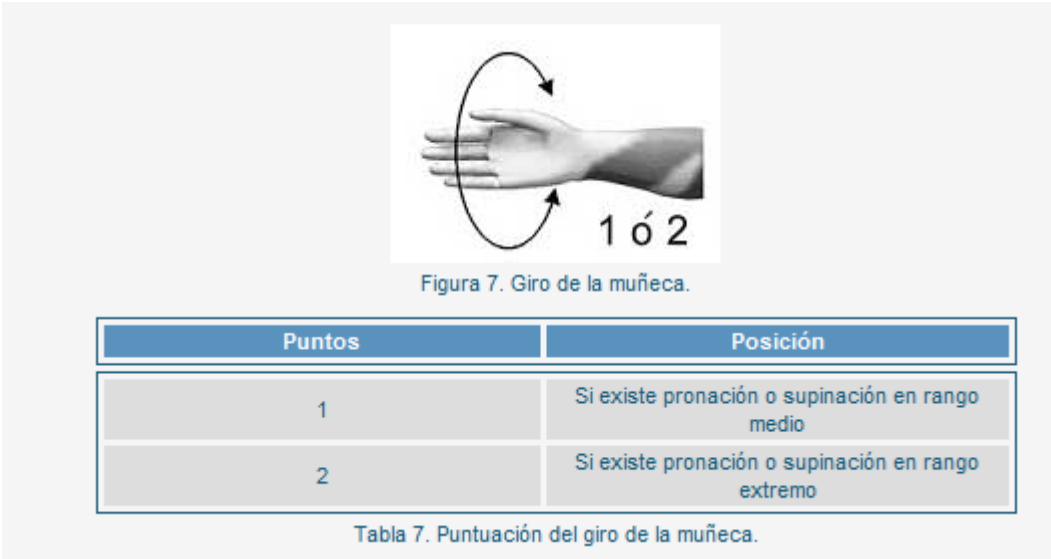 1 ó 2
Figura 7. Giro de la muñeca.
Puntos Posición
1 Si existe pronación o supinación en rango
medio
2 Si existe pronación o supinación en rango
extremo
Tabla 7. Puntuación del giro de la muñeca.